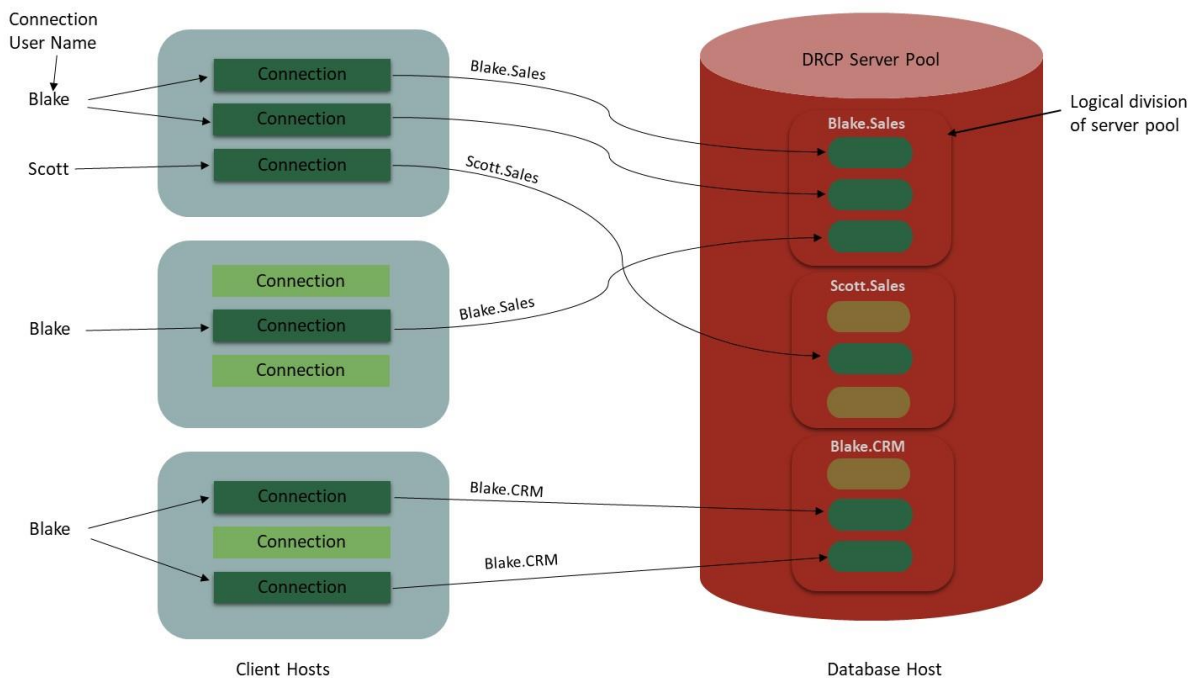 Connection
User Name
Blake
Scott
Connection
Connection
Connection
Blake.Sales
Scott.Sales
DRCP Server Pool
Blake.Sales
Logical division
of server pool
Blake
Connection
Connection
Connection
Blake.Sales
Scott.Sales
Blake
Connection
Connection
Connection
Blake.CRM
Blake.CRM
Blake.CRM
Client Hosts
Database Host